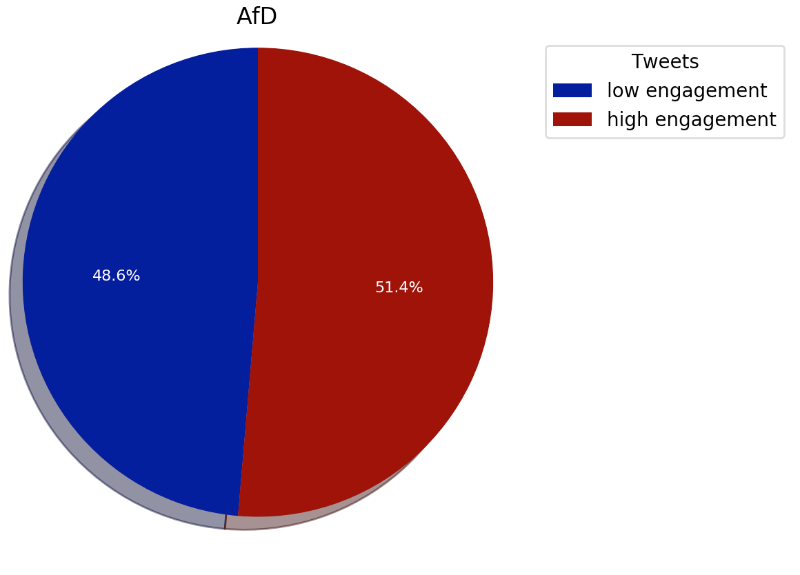 AfD
Tweets
low engagement
high engagement
48.6%
51.4%